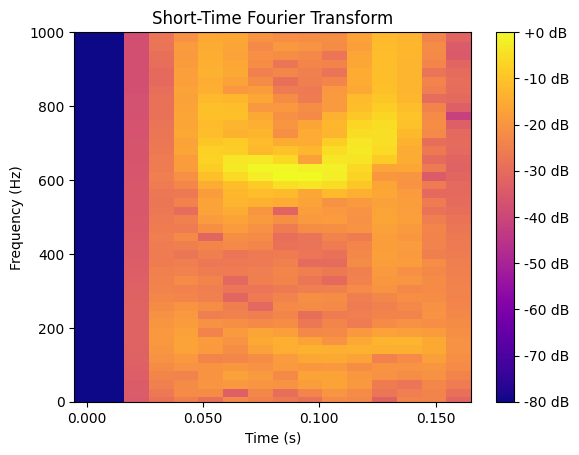 Short-Time Fourier Transform
1000
800
600
400
200
0
Frequency (Hz)
0.000
0.050
0.100
0.150
Time (s)
+0 dB
-10 dB
-20 dB
-30 dB
-40 dB
-50 dB
-60 dB
-70 dB
-80 dB